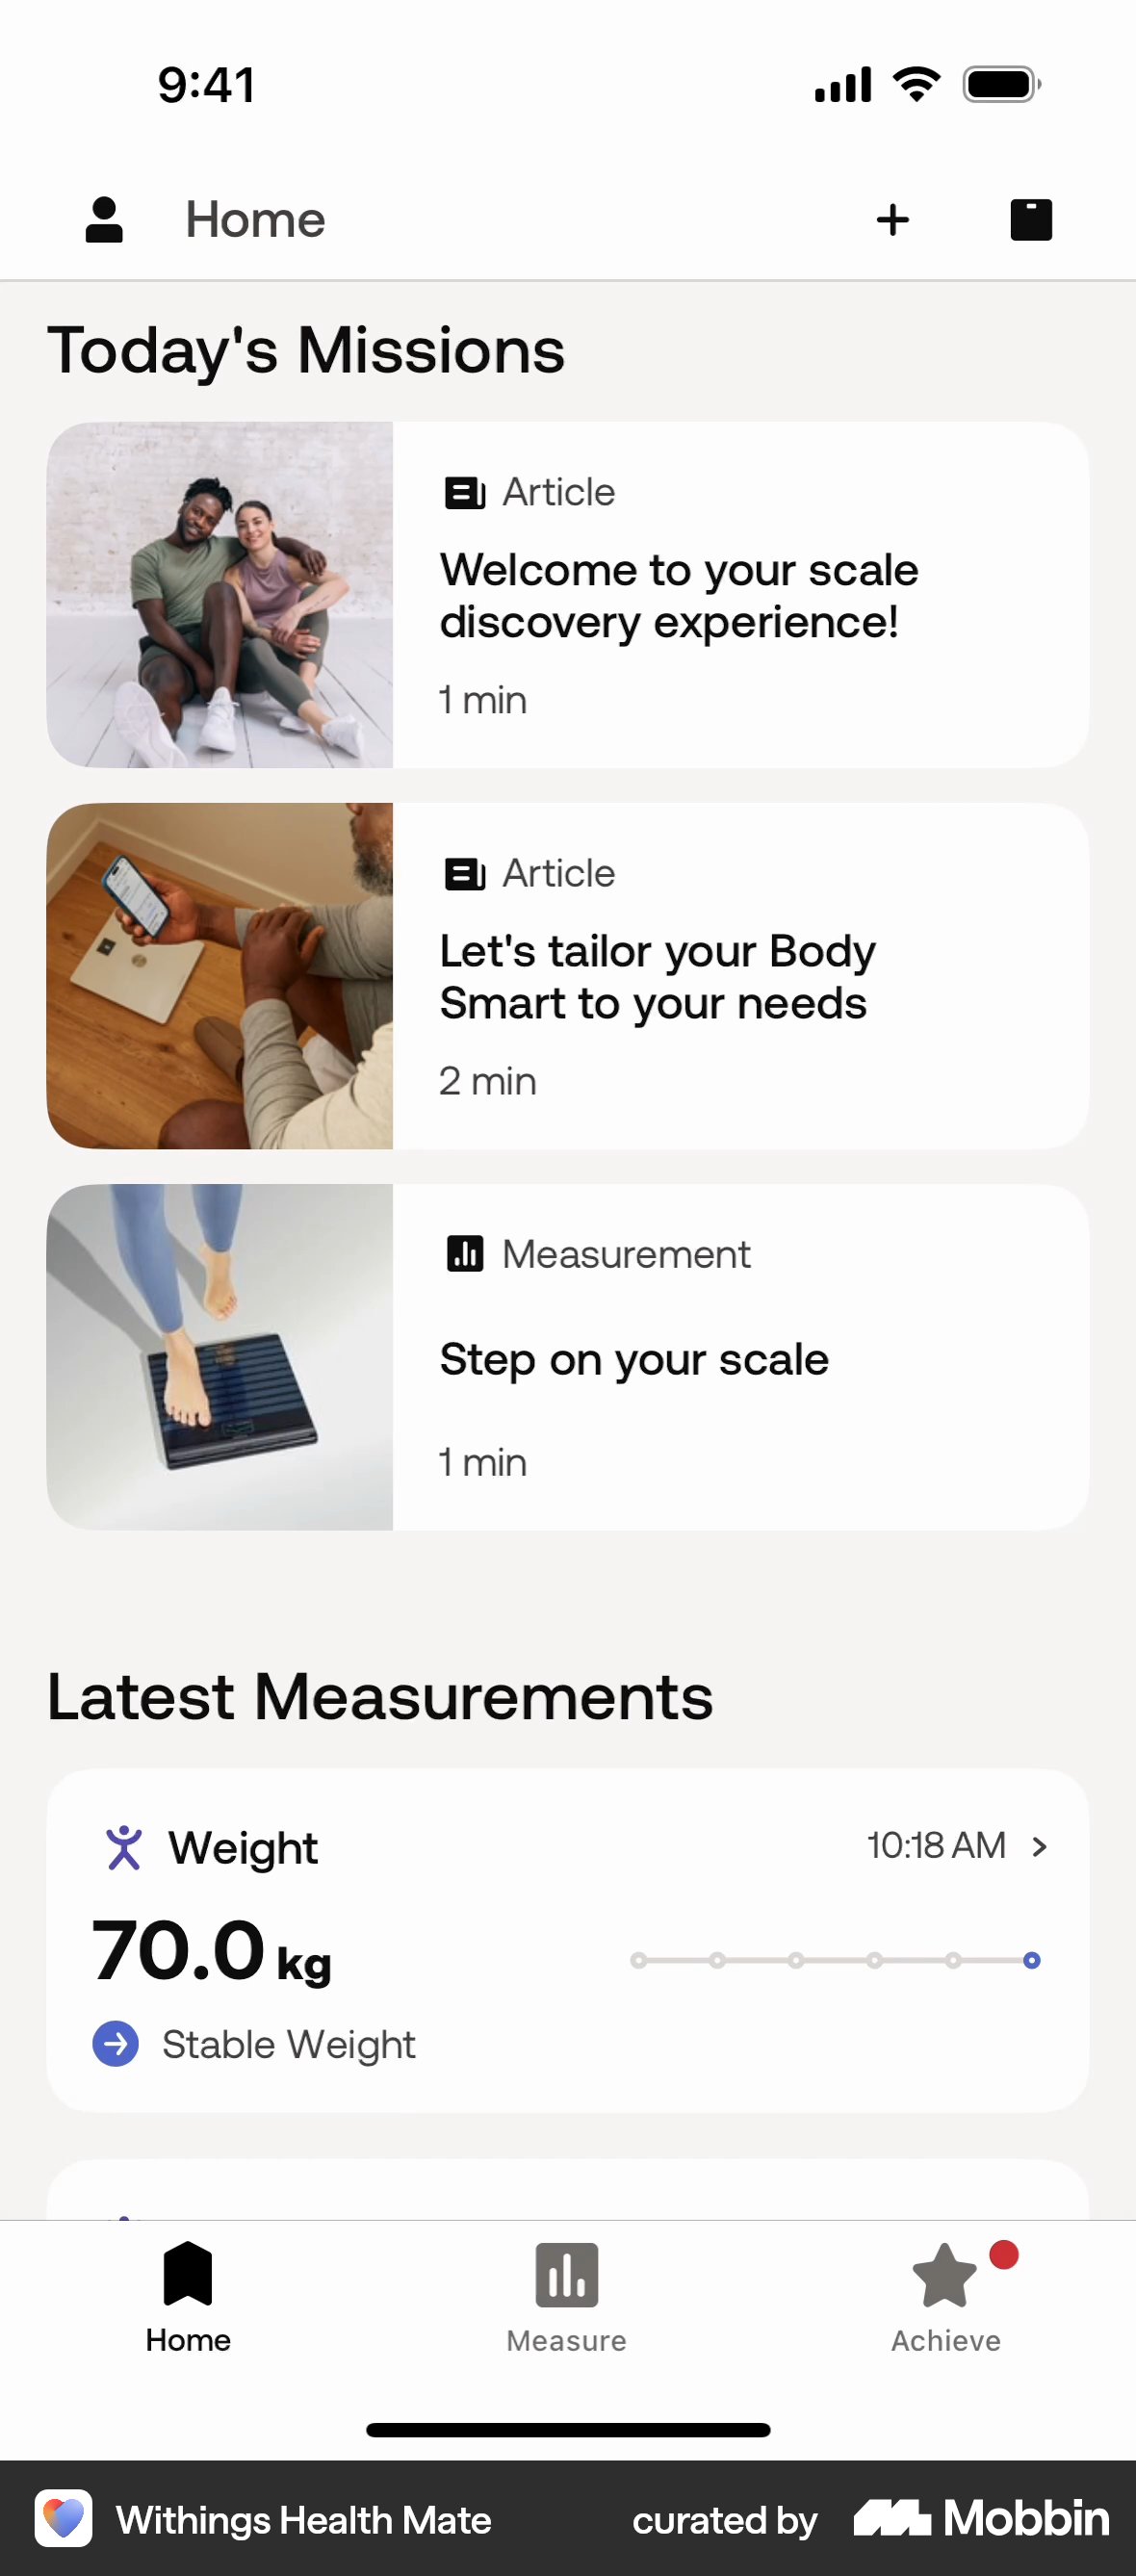 9:41
Home
Today's Missions
Article
Welcome to your scale
discovery experience!
1 min
Article
Let's tailor your Body
Smart to your needs
2 min
Measurement
Step on your scale
1 min
Latest Measurements
Weight
10:18 AM
70.0 kg
Stable Weight
Home
Measure
Achieve
Withings Health Mate
curated by
Mobbin